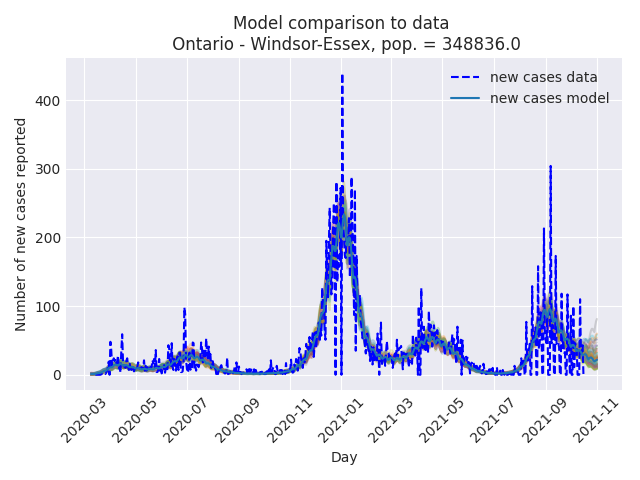 Model comparison to data
Ontario - Windsor-Essex, pop. = 348836.0
new cases data
new cases model
Number of new cases reported
400
300
200
100
0
2020-03
2020-05
2020-07
2020-09
2020-11
2021-01
2021-03
2021-05
2021-07
2021-09
2021-11
Day